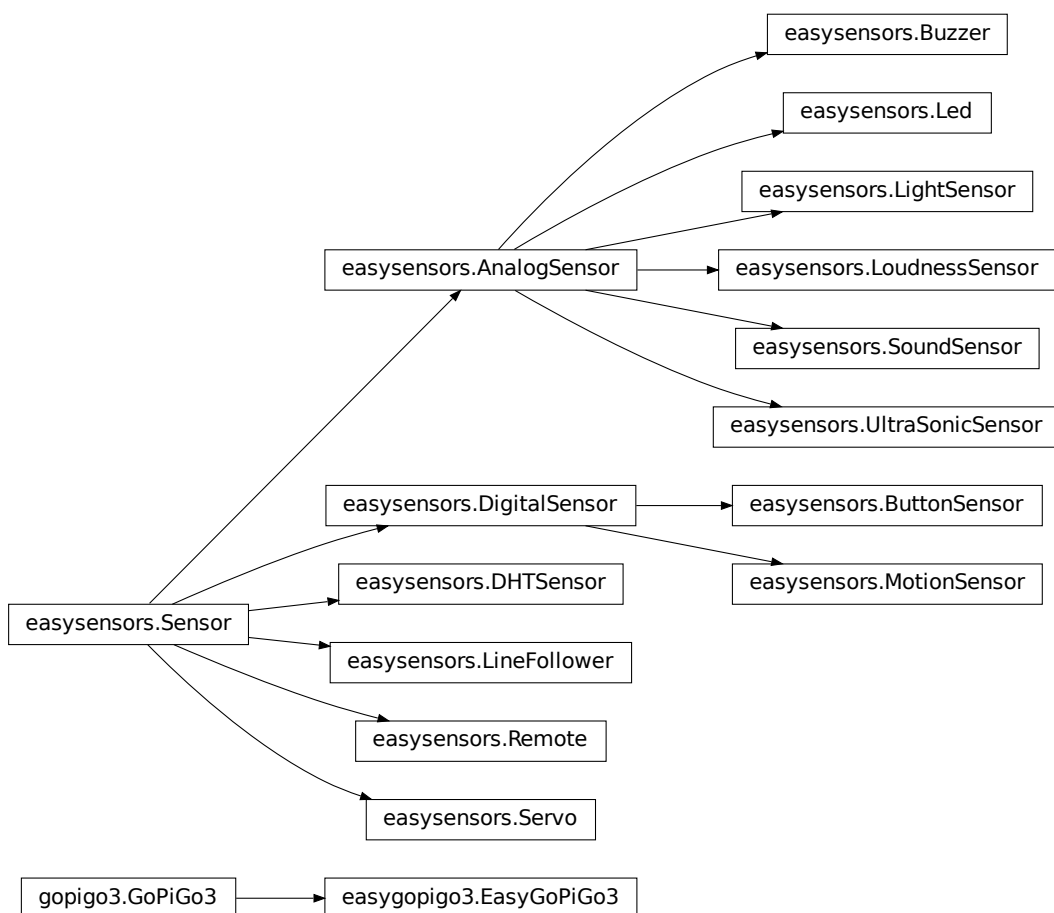 easysensors.Buzzer
easysensors.Led
easysensors.LightSensor
easysensors.AnalogSensor
easysensors.LoudnessSensor
easysensors.SoundSensor
easysensors.UltraSonicSensor
easysensors.DigitalSensor
easysensors.ButtonSensor
easysensors.DHTSensor
easysensors.MotionSensor
easysensors.Sensor
easysensors.LineFollower
easysensors.Remote
easysensors.Servo
gopigo3.GoPiGo3
easygopigo3.EasyGoPiGo3